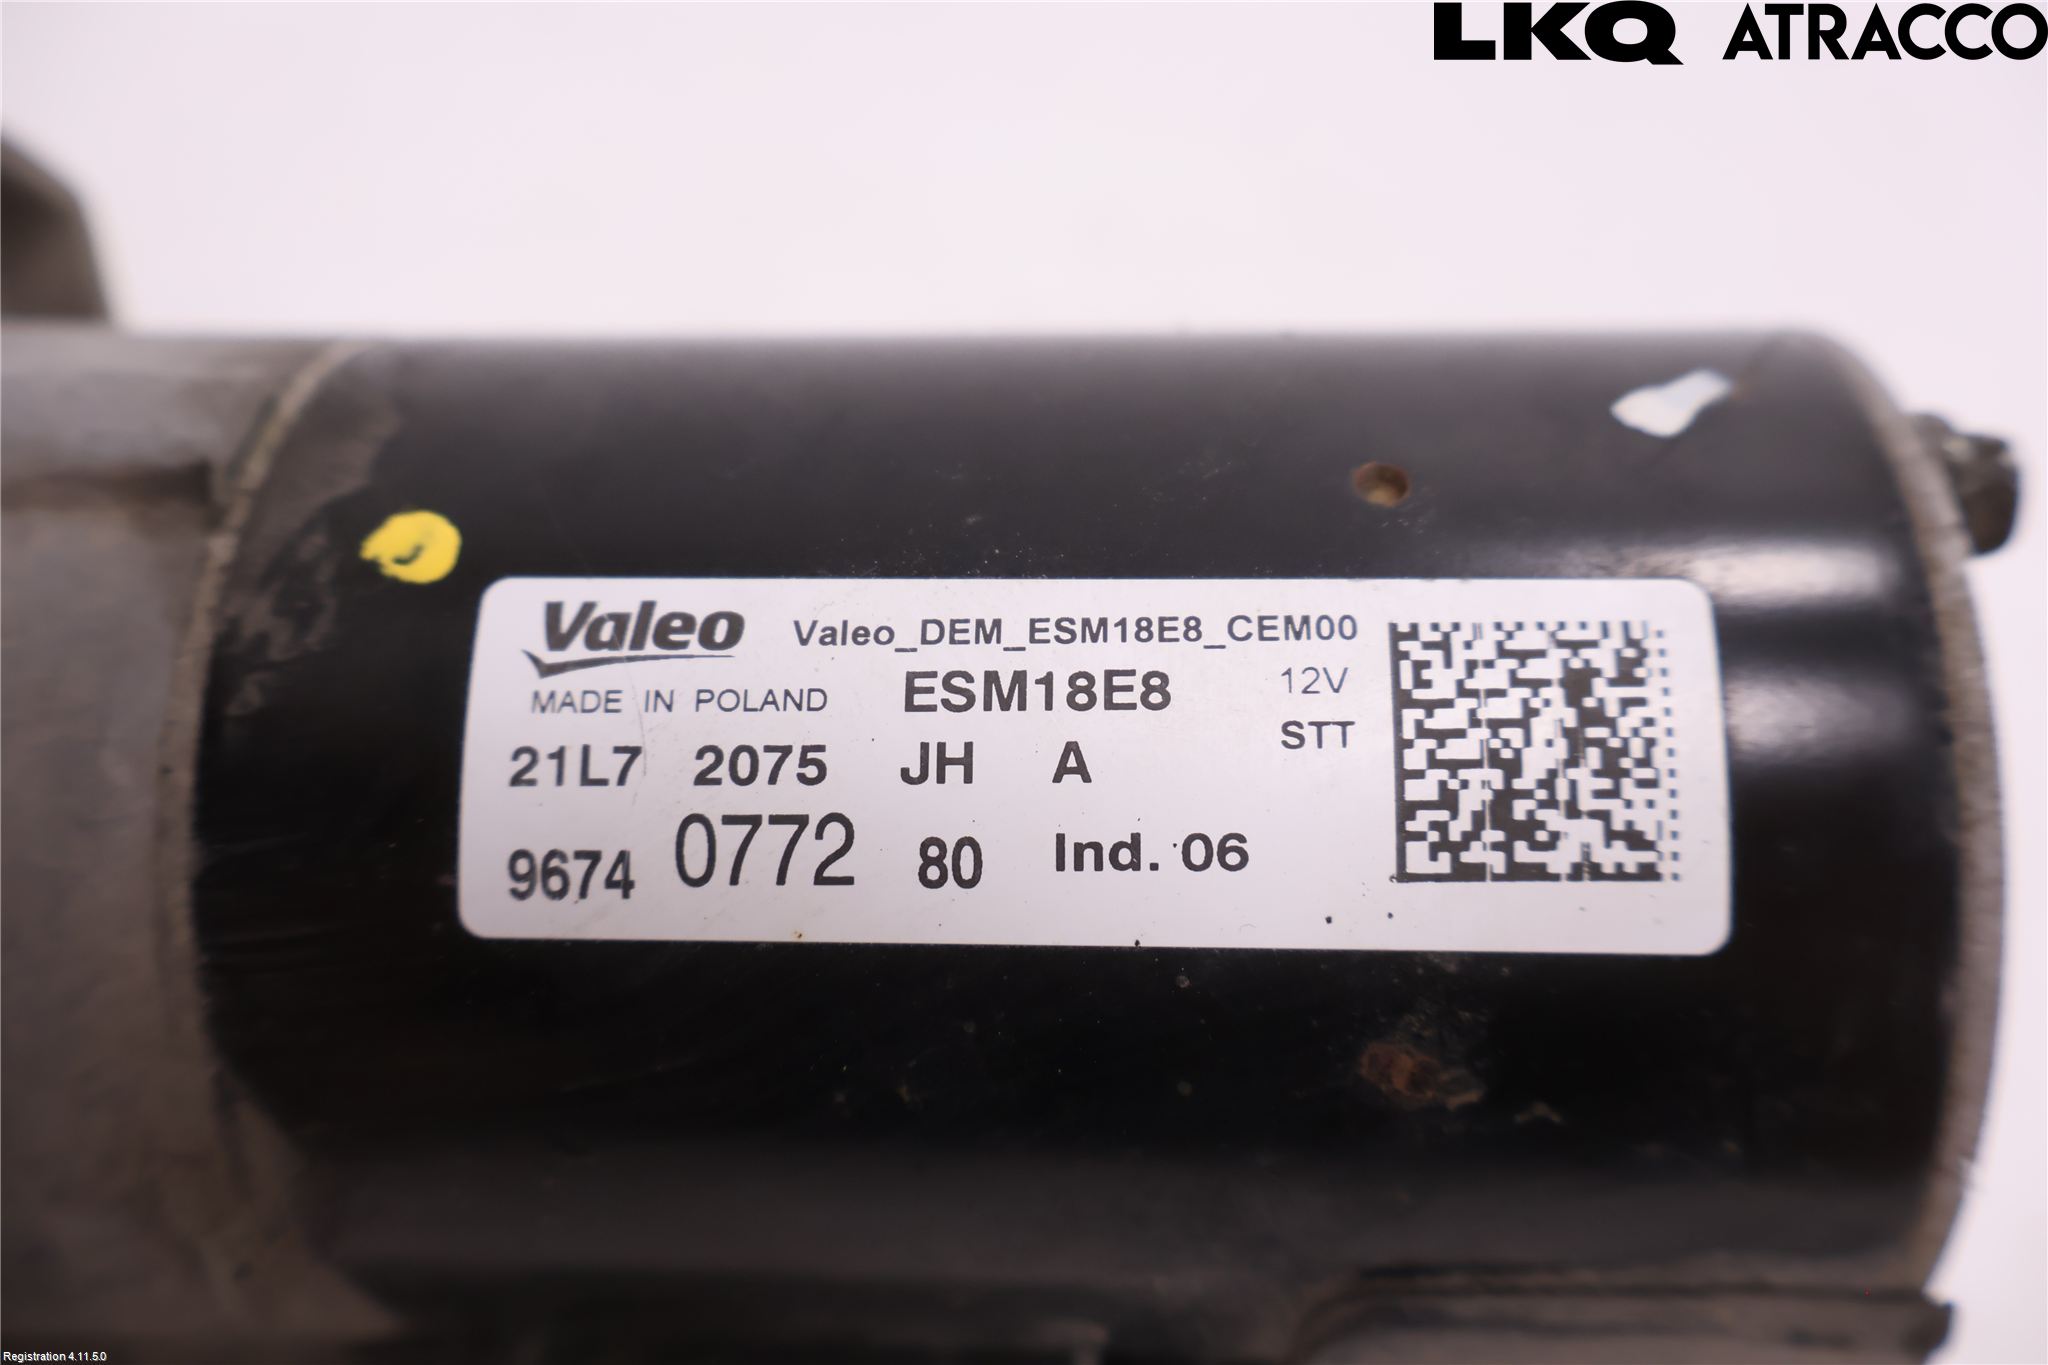 LKQ ATRACCO
Valeo Valeo_DEM_ESM18E8_CEM00
MADE IN POLAND ESM18E8 12V
STT
21L7 2075 JH A
9674 0772 80 Ind. 06
Registration 4.11.5.0